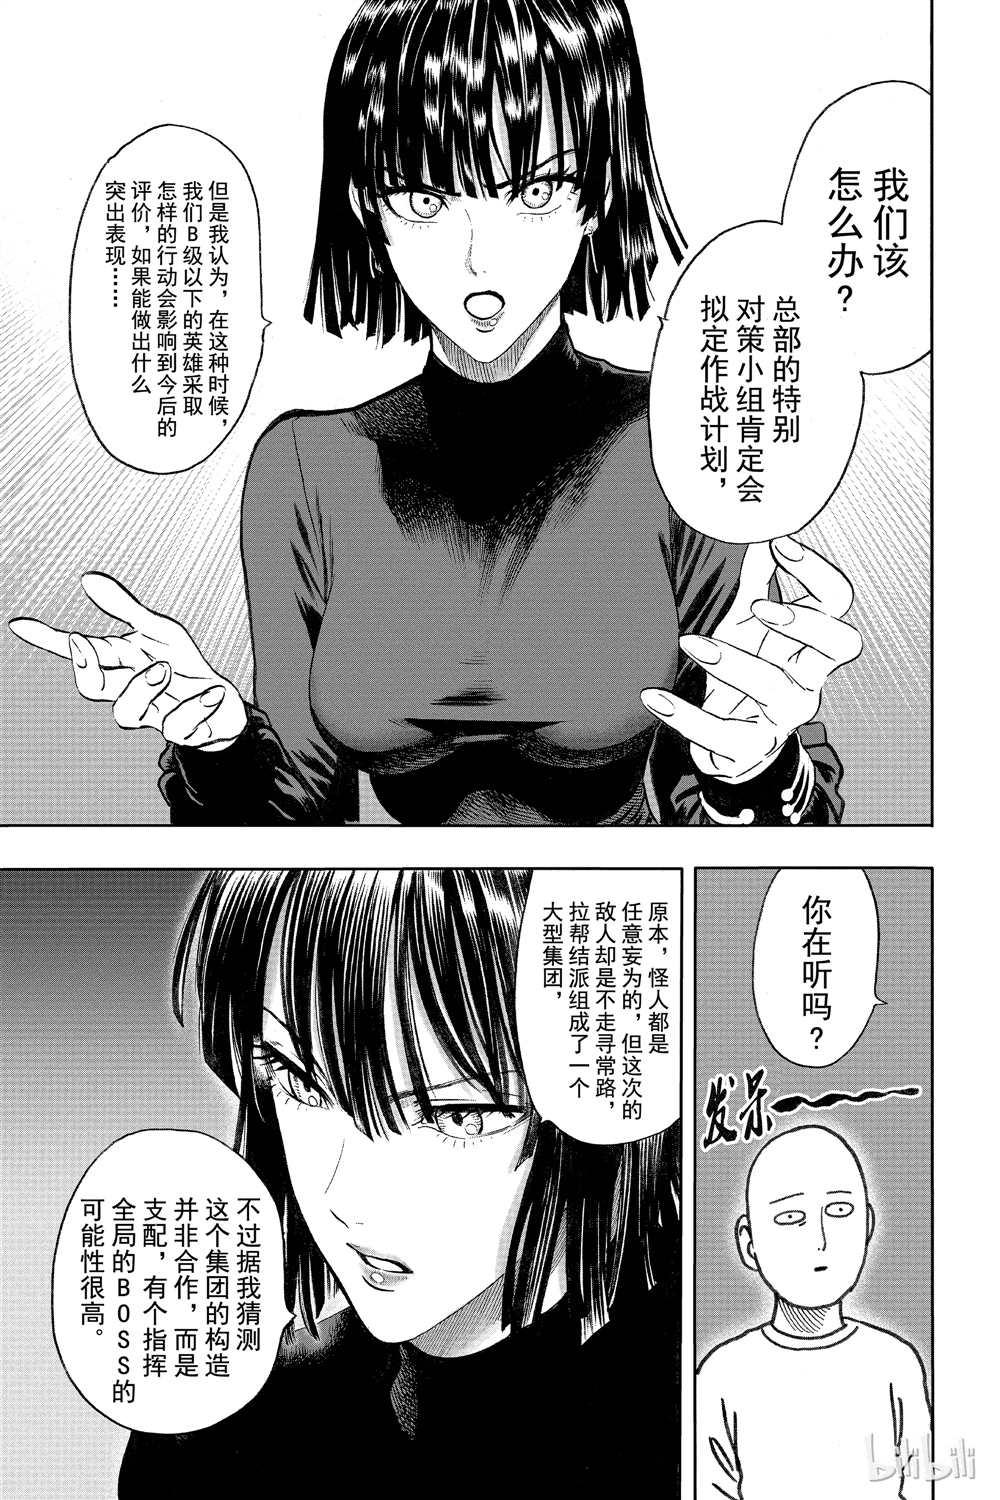 我们该
怎么办？
总部的特别
对策小组肯定会
拟定作战计划，
但是我认为，在这种时候，
我们B级以下的英雄采取
怎样的行动会影响到今后的
评价，如果能做出什么
突出表现……
你在听吗？
发呆
原本，怪人都是
任意妄为的，但这次的
敌人却是不走寻常路，
拉帮结派组成了一个
大型集团，
不过据我猜测
这个集团的构造
并非合作，而是
支配，有个指挥
全局的BOSS的
可能性很高。
bilibili